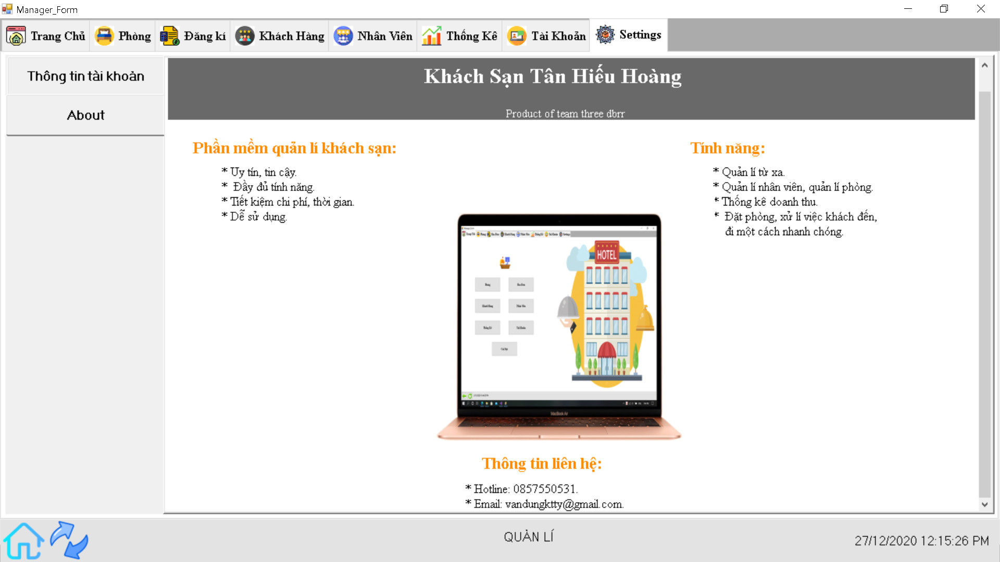 Manager_Form
Trang Chủ
Phòng
Đăng kí
Khách Hàng
Nhân Viên
Thống Kê
Tài Khoản
Settings
Thông tin tài khoản
About
Khách Sạn Tân Hiếu Hoàng
Product of team three dbrr
Phần mềm quản lí khách sạn:
* Uy tín, tin cậy.
* Đầy đủ tính năng.
* Tiết kiệm chi phí, thời gian.
* Dễ sử dụng.
Tính năng:
* Quản lí từ xa.
* Quản lí nhân viên, quản lí phòng.
* Thống kê doanh thu.
* Đặt phòng, xử lí việc khách đến,
đi một cách nhanh chóng.
HOTEL
MacBook Air
Thông tin liên hệ:
* Hotline: 0857550531.
* Email: vandungktty@gmail.com.
QUẢN LÍ
27/12/2020 12:15:26 PM